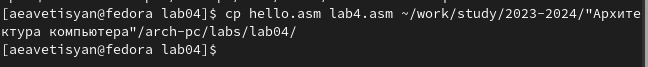 [aeavetisyan@fedora lab04]$ cp hello.asm lab4.asm ~/work/study/2023-2024/"Архите
ктура компьютера"/arch-pc/labs/lab04/
[aeavetisyan@fedora lab04]$